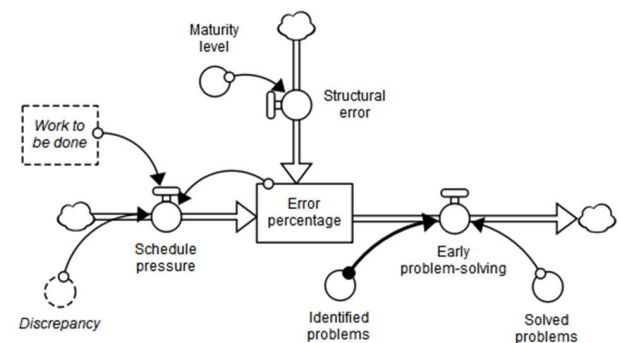 Maturity
level
Structural
error
Work to
be done
Error
percentage
Schedule
pressure
Early
problem-solving
Discrepancy
Identified
problems
Solved
problems